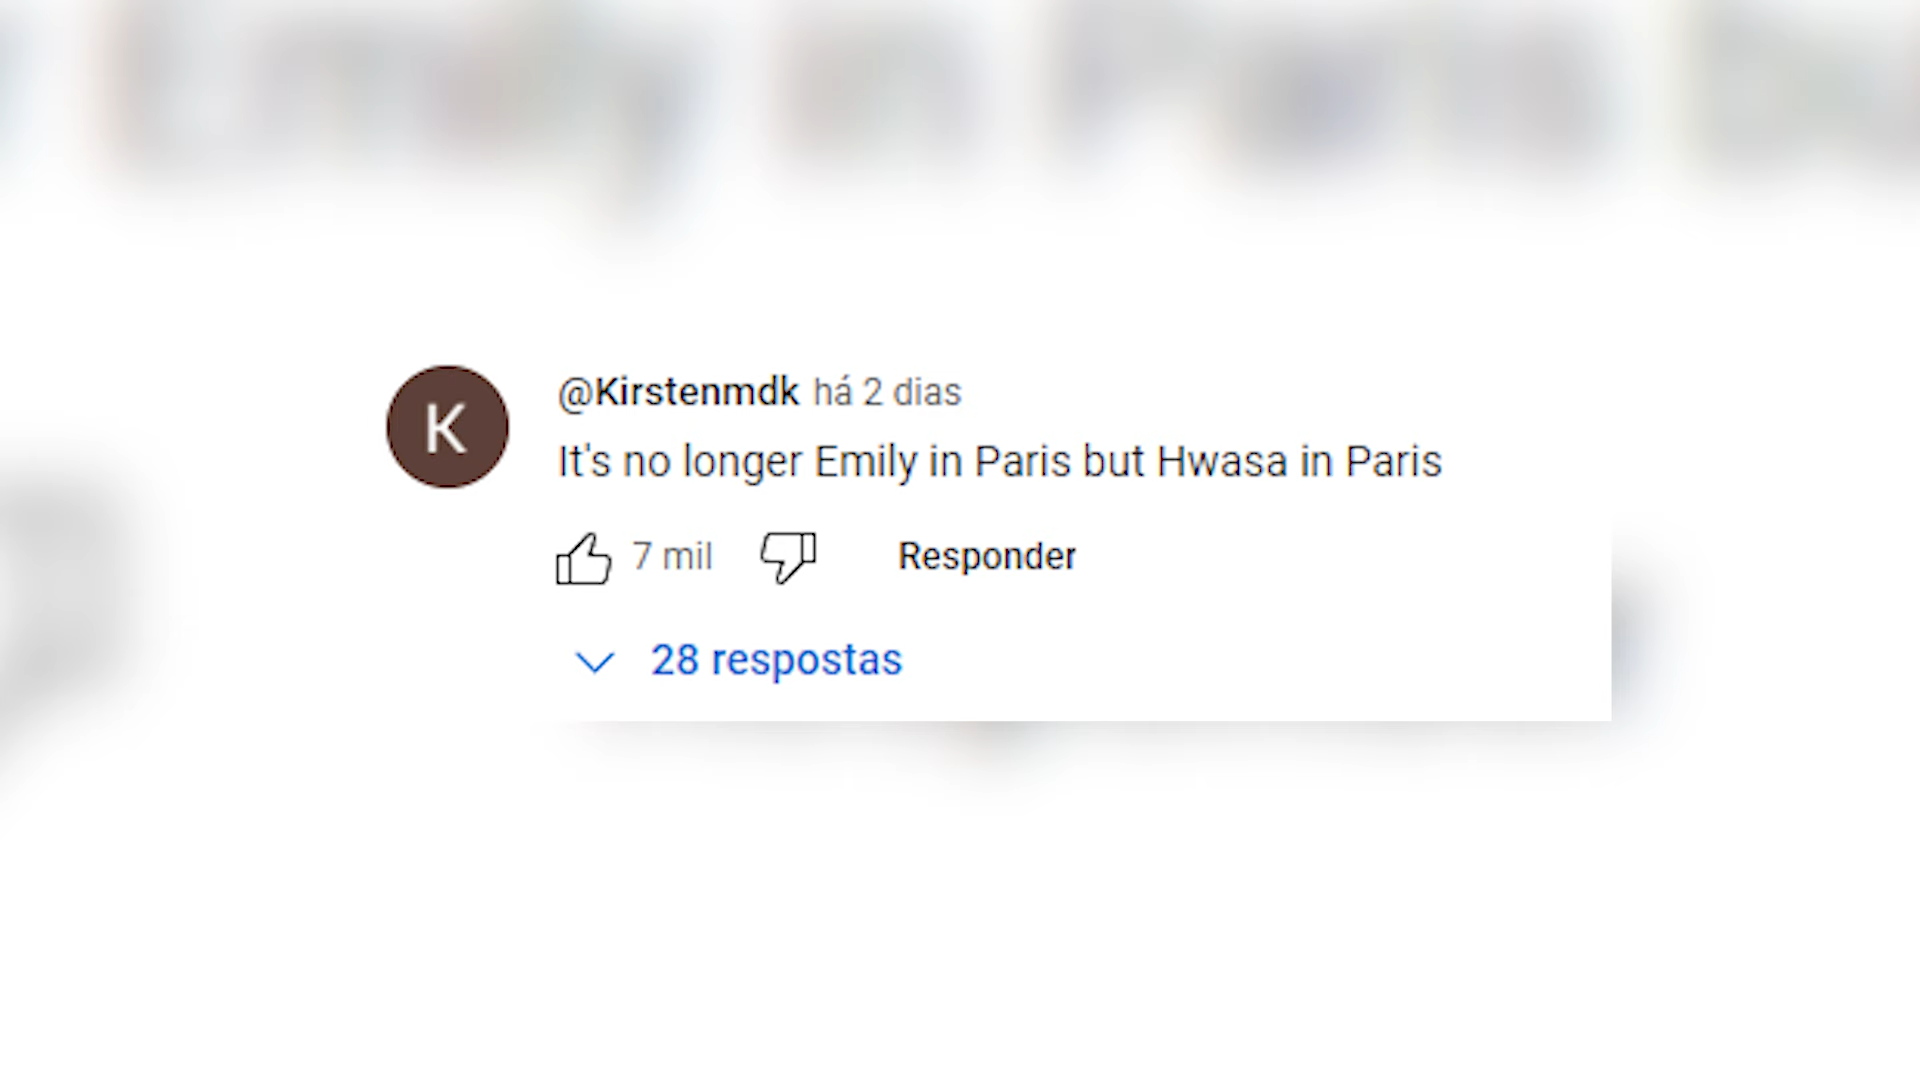 K
@Kirstenmdk há 2 dias
It's no longer Emily in Paris but Hwasa in Paris
7 mil
Responder
28 respostas